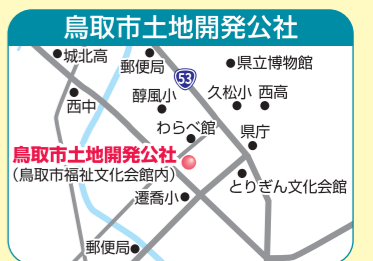 鳥取市土地開発公社
城北高
郵便局
53
県立博物館
西中
醇風小
久松小
西高
わらべ館
県庁
鳥取市土地開発公社
(鳥取市福祉文化会館内)
とりぎん文化会館
遷喬小
郵便局